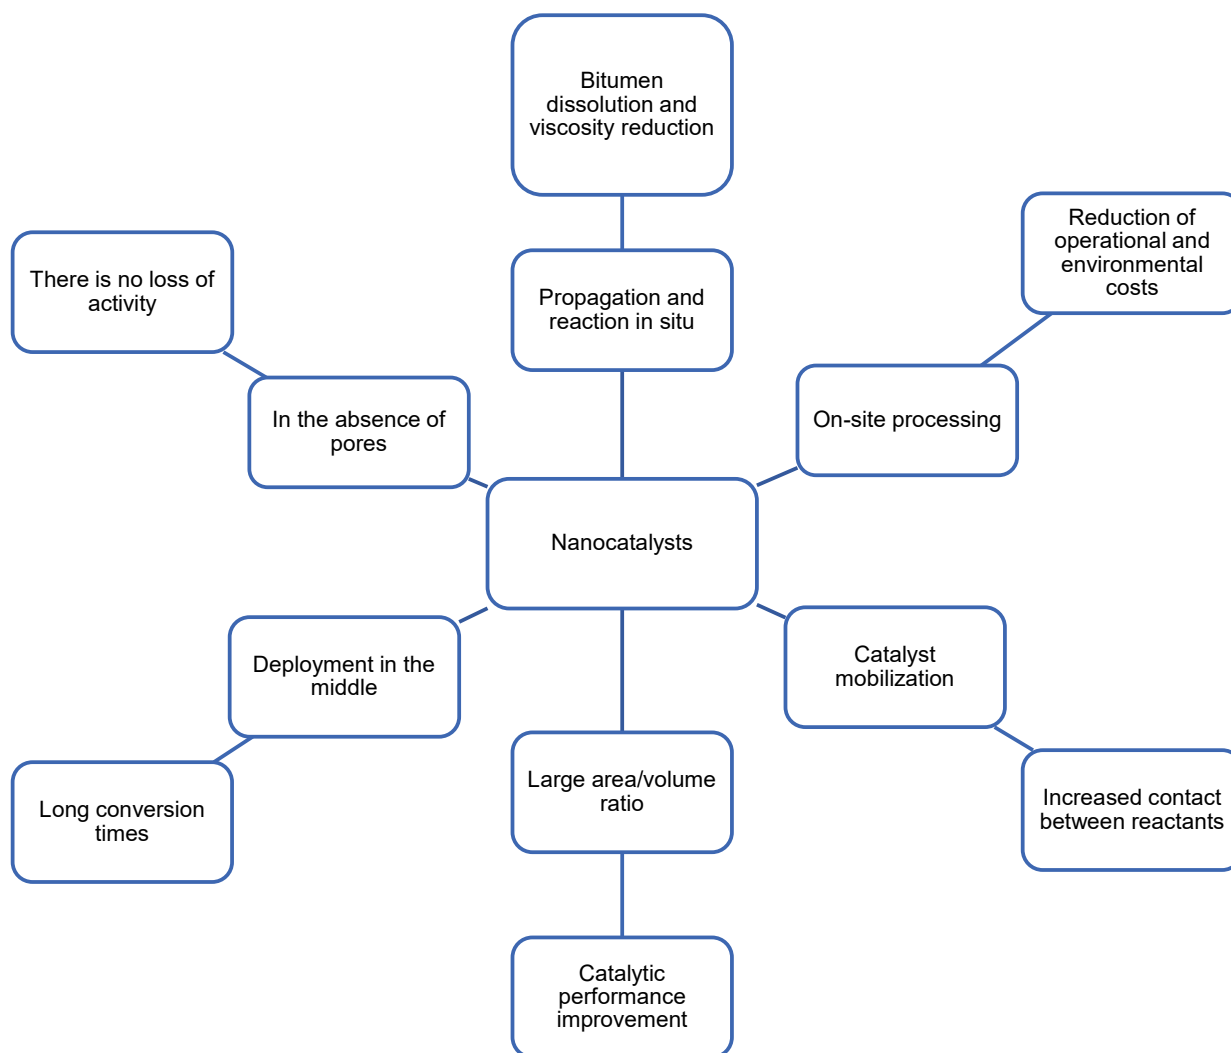 Bitumen
dissolution and
viscosity reduction
Reduction of
operational and
environmental
costs
There is no loss of
activity
Propagation and
reaction in situ
In the absence of
pores
On-site processing
Nanocatalysts
Deployment in the
middle
Catalyst
mobilization
Long conversion
times
Large area/volume
ratio
Increased contact
between reactants
Catalytic
performance
improvement